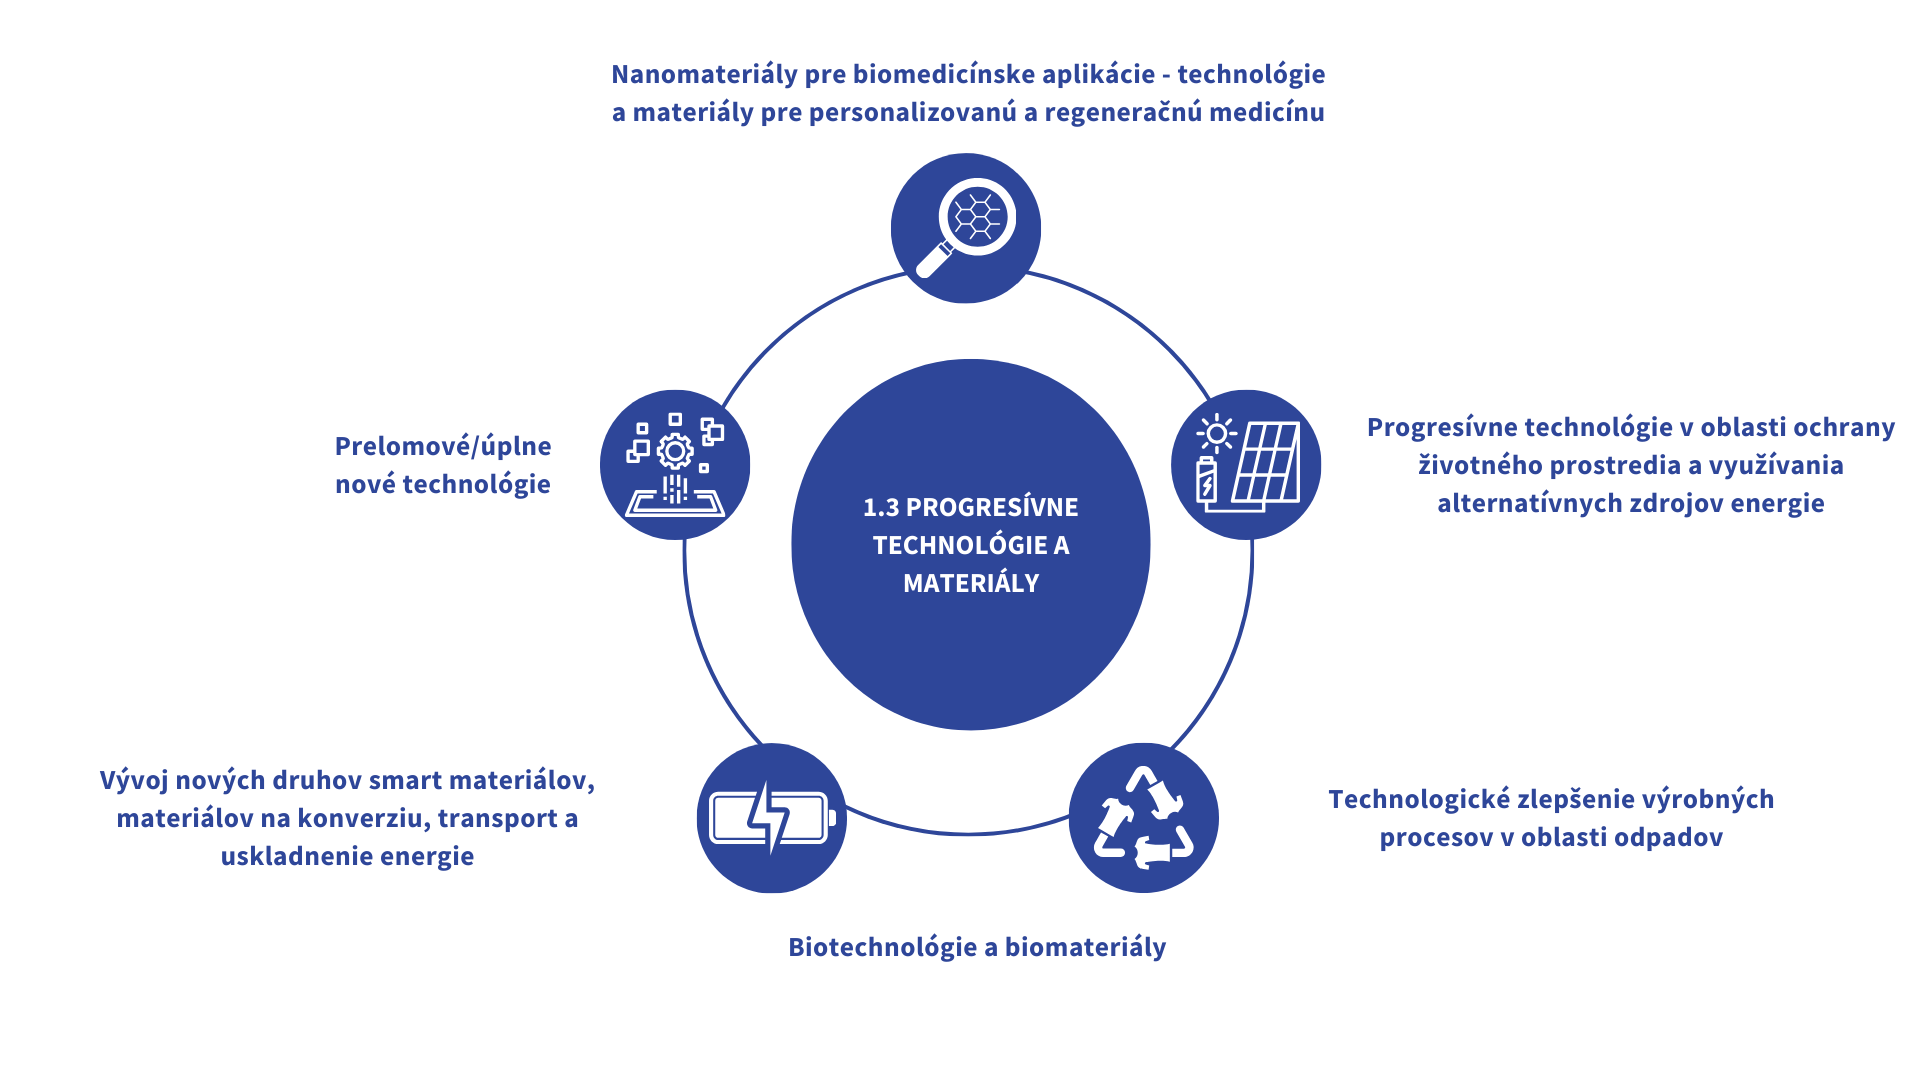 Nanomateriály pre biomedicínske aplikácie - technológie
a materiály pre personalizovanú a regeneračnú medicínu
Prelomové/úplne
nové technológie
Progresívne technológie v oblasti ochrany
životného prostredia a využívania
alternatívnych zdrojov energie
1.3 PROGRESÍVNE
TECHNOLÓGIE A
MATERIÁLY
Vývoj nových druhov smart materiálov,
materiálov na konverziu, transport a
uskladnenie energie
Technologické zlepšenie výrobných
procesov v oblasti odpadov
Biotechnológie a biomateriály